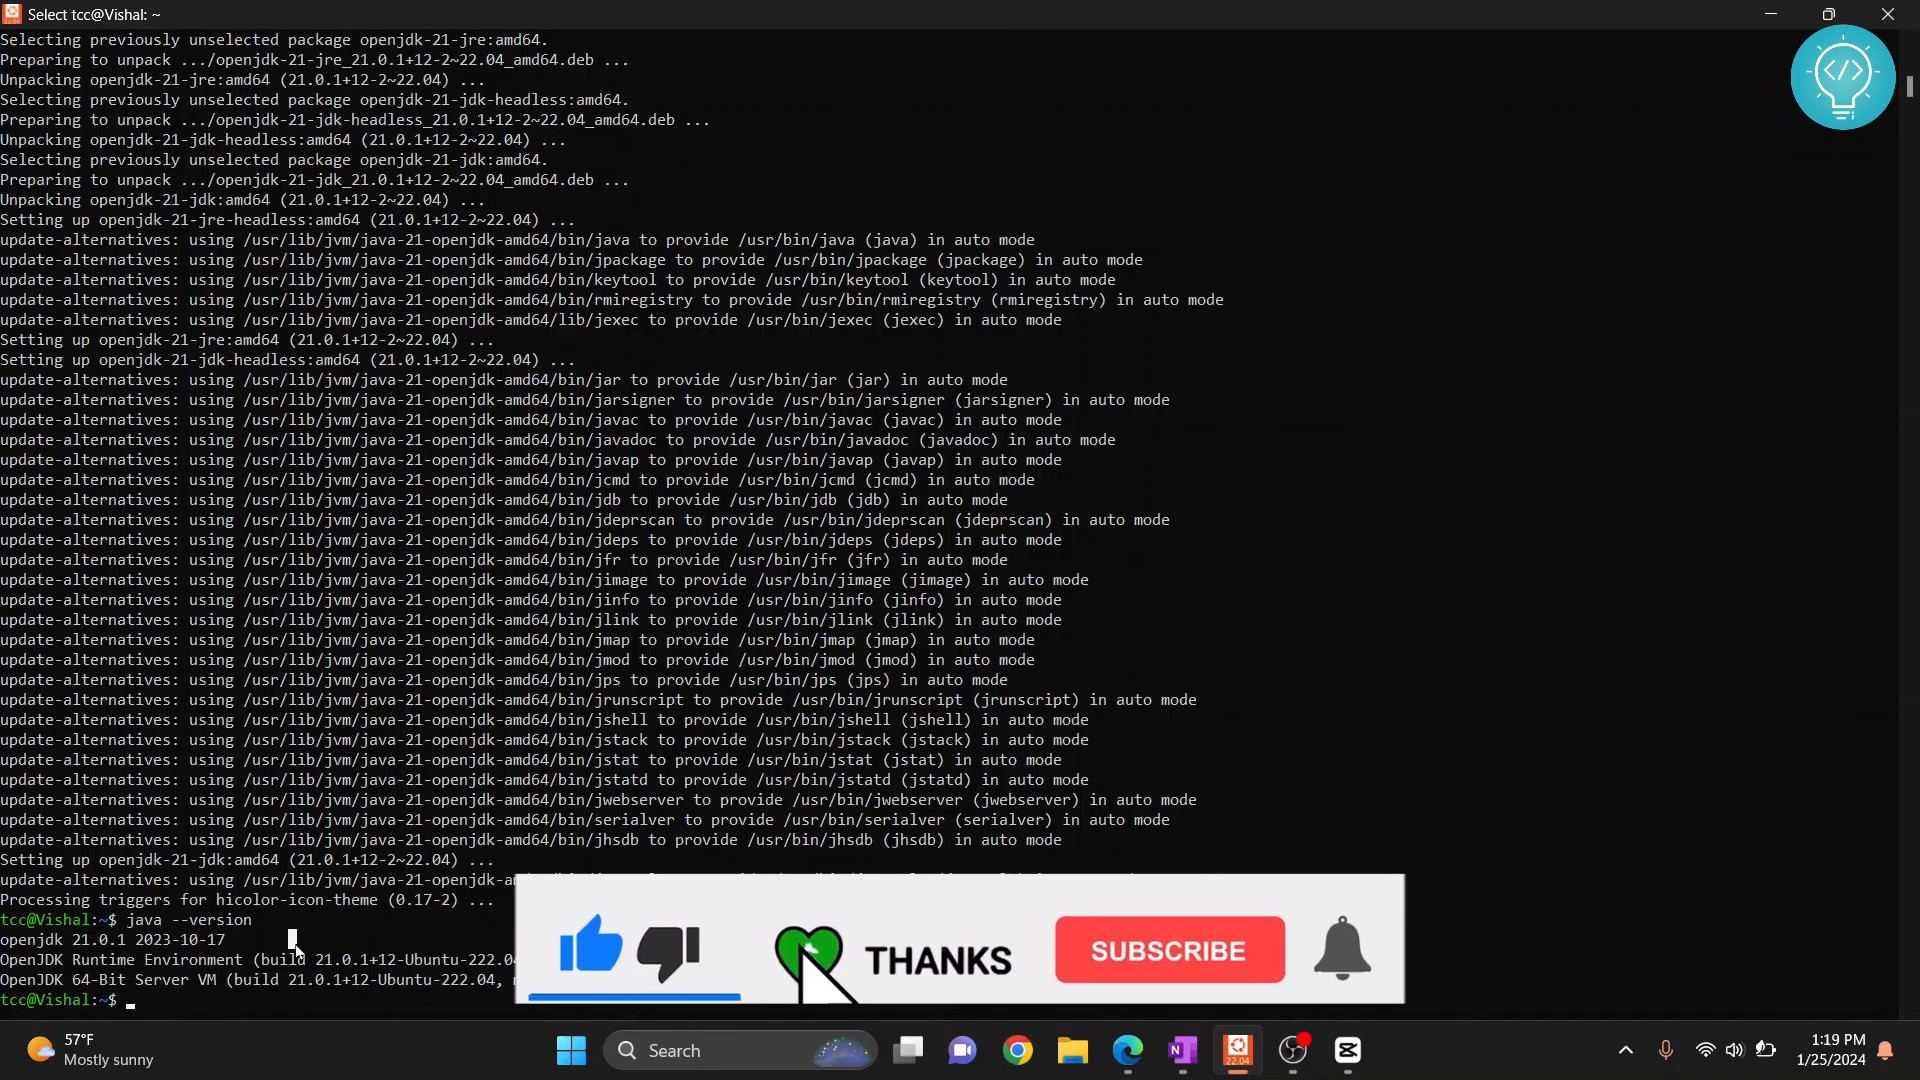 Select tcc@Vishal: ~
Selecting previously unselected package openjdk-21-jre:amd64.
Preparing to unpack .../openjdk-21-jre_21.0.1+12-2~22.04_amd64.deb ...
Unpacking openjdk-21-jre:amd64 (21.0.1+12-2~22.04) ...
Selecting previously unselected package openjdk-21-jdk-headless:amd64.
Preparing to unpack .../openjdk-21-jdk-headless_21.0.1+12-2~22.04_amd64.deb ...
Unpacking openjdk-21-jdk-headless:amd64 (21.0.1+12-2~22.04) ...
Selecting previously unselected package openjdk-21-jdk:amd64.
Preparing to unpack .../openjdk-21-jdk_21.0.1+12-2~22.04_amd64.deb ...
Unpacking openjdk-21-jdk:amd64 (21.0.1+12-2~22.04) ...
Setting up openjdk-21-jre-headless:amd64 (21.0.1+12-2~22.04) ...
update-alternatives: using /usr/lib/jvm/java-21-openjdk-amd64/bin/java to provide /usr/bin/java (java) in auto mode
update-alternatives: using /usr/lib/jvm/java-21-openjdk-amd64/bin/jpackage to provide /usr/bin/jpackage (jpackage) in auto mode
update-alternatives: using /usr/lib/jvm/java-21-openjdk-amd64/bin/keytool to provide /usr/bin/keytool (keytool) in auto mode
update-alternatives: using /usr/lib/jvm/java-21-openjdk-amd64/bin/rmiregistry to provide /usr/bin/rmiregistry (rmiregistry) in auto mode
update-alternatives: using /usr/lib/jvm/java-21-openjdk-amd64/lib/jexec to provide /usr/bin/jexec (jexec) in auto mode
Setting up openjdk-21-jre:amd64 (21.0.1+12-2~22.04) ...
Setting up openjdk-21-jdk-headless:amd64 (21.0.1+12-2~22.04) ...
update-alternatives: using /usr/lib/jvm/java-21-openjdk-amd64/bin/jar to provide /usr/bin/jar (jar) in auto mode
update-alternatives: using /usr/lib/jvm/java-21-openjdk-amd64/bin/jarsigner to provide /usr/bin/jarsigner (jarsigner) in auto mode
update-alternatives: using /usr/lib/jvm/java-21-openjdk-amd64/bin/javac to provide /usr/bin/javac (javac) in auto mode
update-alternatives: using /usr/lib/jvm/java-21-openjdk-amd64/bin/javadoc to provide /usr/bin/javadoc (javadoc) in auto mode
update-alternatives: using /usr/lib/jvm/java-21-openjdk-amd64/bin/javap to provide /usr/bin/javap (javap) in auto mode
update-alternatives: using /usr/lib/jvm/java-21-openjdk-amd64/bin/jcmd to provide /usr/bin/jcmd (jcmd) in auto mode
update-alternatives: using /usr/lib/jvm/java-21-openjdk-amd64/bin/jdb to provide /usr/bin/jdb (jdb) in auto mode
update-alternatives: using /usr/lib/jvm/java-21-openjdk-amd64/bin/jdeprscan to provide /usr/bin/jdeprscan (jdeprscan) in auto mode
update-alternatives: using /usr/lib/jvm/java-21-openjdk-amd64/bin/jdeps to provide /usr/bin/jdeps (jdeps) in auto mode
update-alternatives: using /usr/lib/jvm/java-21-openjdk-amd64/bin/jfr to provide /usr/bin/jfr (jfr) in auto mode
update-alternatives: using /usr/lib/jvm/java-21-openjdk-amd64/bin/jimage to provide /usr/bin/jimage (jimage) in auto mode
update-alternatives: using /usr/lib/jvm/java-21-openjdk-amd64/bin/jinfo to provide /usr/bin/jinfo (jinfo) in auto mode
update-alternatives: using /usr/lib/jvm/java-21-openjdk-amd64/bin/jlink to provide /usr/bin/jlink (jlink) in auto mode
update-alternatives: using /usr/lib/jvm/java-21-openjdk-amd64/bin/jmap to provide /usr/bin/jmap (jmap) in auto mode
update-alternatives: using /usr/lib/jvm/java-21-openjdk-amd64/bin/jmod to provide /usr/bin/jmod (jmod) in auto mode
update-alternatives: using /usr/lib/jvm/java-21-openjdk-amd64/bin/jps to provide /usr/bin/jps (jps) in auto mode
update-alternatives: using /usr/lib/jvm/java-21-openjdk-amd64/bin/jrunscript to provide /usr/bin/jrunscript (jrunscript) in auto mode
update-alternatives: using /usr/lib/jvm/java-21-openjdk-amd64/bin/jshell to provide /usr/bin/jshell (jshell) in auto mode
update-alternatives: using /usr/lib/jvm/java-21-openjdk-amd64/bin/jstack to provide /usr/bin/jstack (jstack) in auto mode
update-alternatives: using /usr/lib/jvm/java-21-openjdk-amd64/bin/jstat to provide /usr/bin/jstat (jstat) in auto mode
update-alternatives: using /usr/lib/jvm/java-21-openjdk-amd64/bin/jstatd to provide /usr/bin/jstatd (jstatd) in auto mode
update-alternatives: using /usr/lib/jvm/java-21-openjdk-amd64/bin/jwebserver to provide /usr/bin/jwebserver (jwebserver) in auto mode
update-alternatives: using /usr/lib/jvm/java-21-openjdk-amd64/bin/serialver to provide /usr/bin/serialver (serialver) in auto mode
update-alternatives: using /usr/lib/jvm/java-21-openjdk-amd64/bin/jhsdb to provide /usr/bin/jhsdb (jhsdb) in auto mode
Setting up openjdk-21-jdk:amd64 (21.0.1+12-2~22.04) ...
update-alternatives: using /usr/lib/jvm/java-21-openjdk-a
Processing triggers for hicolor-icon-theme (0.17-2) ...
tcc@Vishal:~$ java --version
openjdk 21.0.1 2023-10-17
OpenJDK Runtime Environment (build 21.0.1+12-Ubuntu-222.04
OpenJDK 64-Bit Server VM (build 21.0.1+12-Ubuntu-222.04,
tcc@Vishal:~$
THANKS
SUBSCRIBE
57°F
Mostly sunny
Search
22.04
1:19 PM
1/25/2024